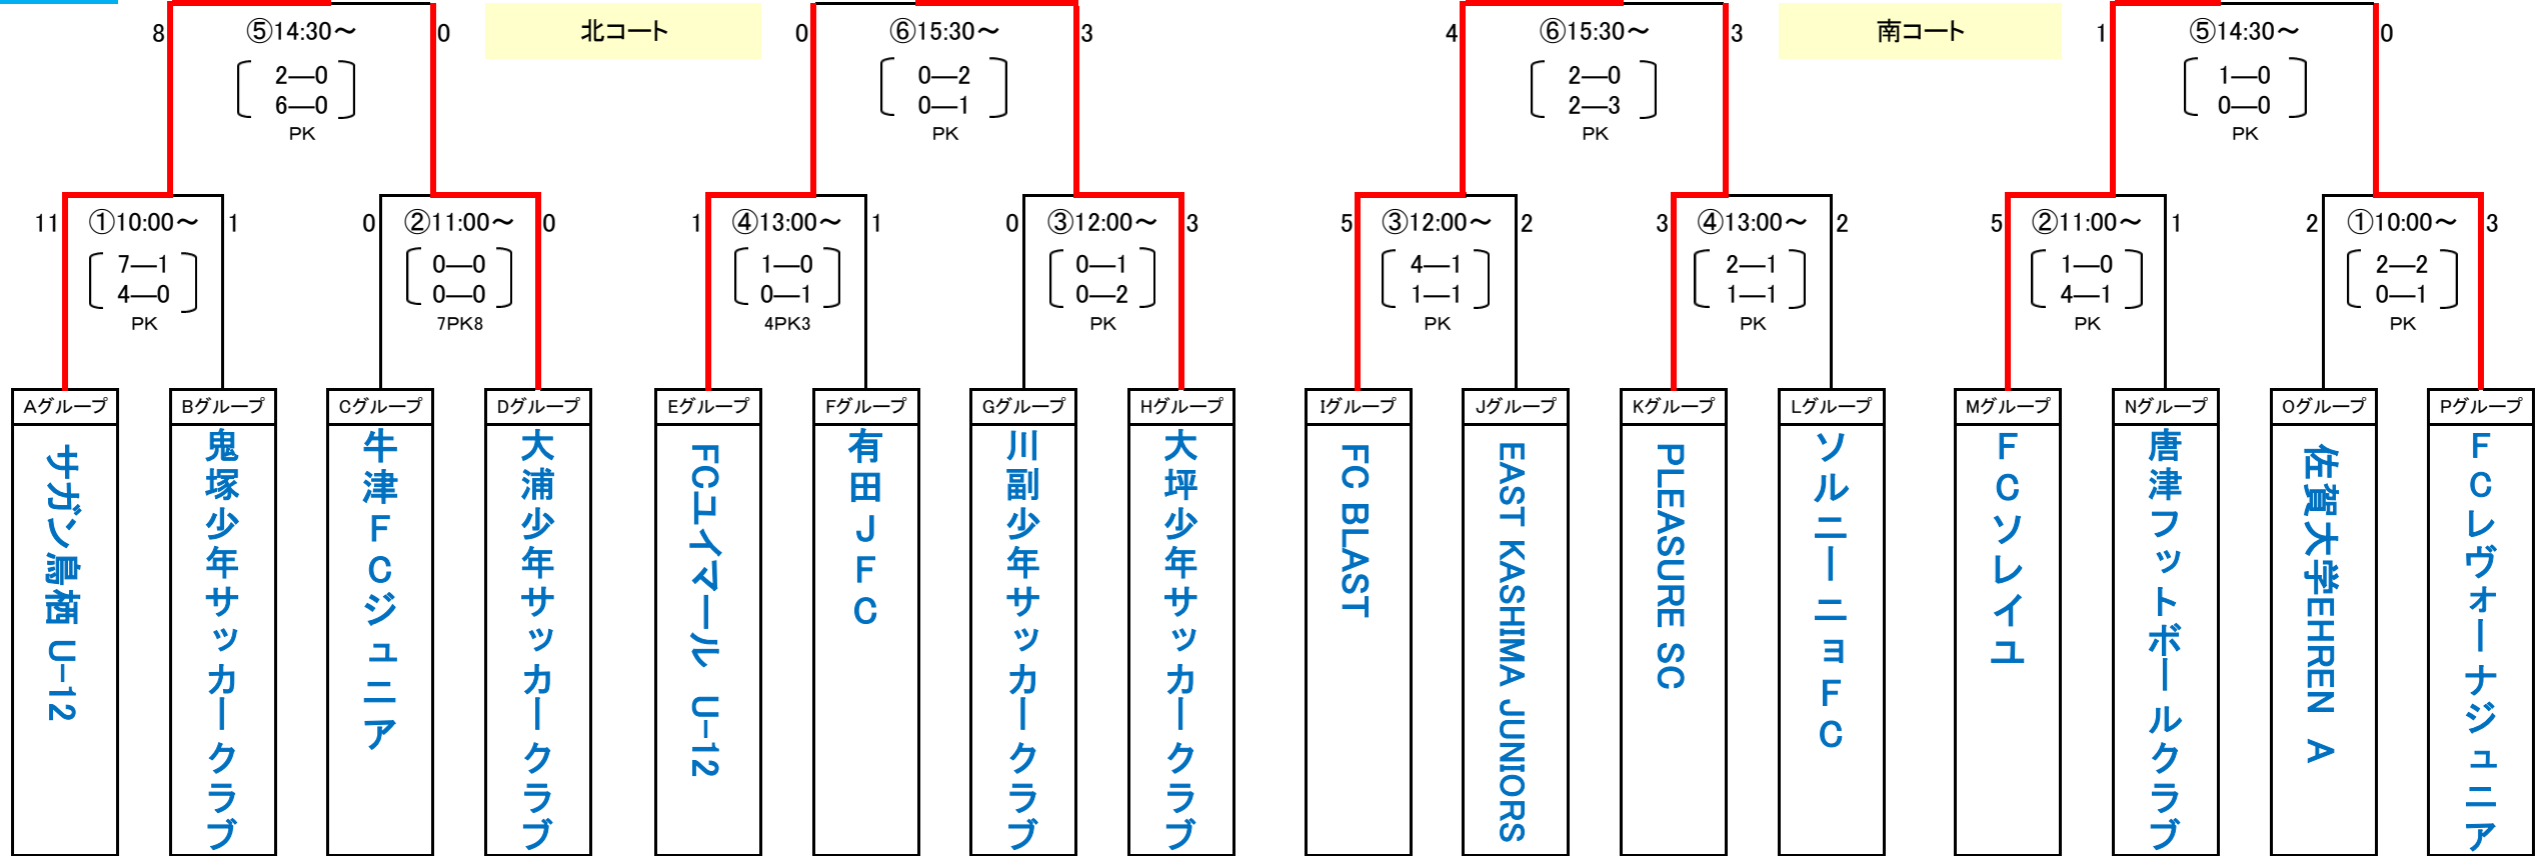 8 ⑤14:30～ 0 北コート 0 ⑥15:30～ 3 4 ⑥15:30～ 3 南コート 1 ⑤14:30～ 0
2―0 0―2 2―0 1―0
6―0 0―1 2―3 0―0
PK PK PK PK
11 ①10:00～ 1 0 ②11:00～ 0 1 ④13:00～ 1 0 ③12:00～ 3 5 ③12:00～ 2 3 ④13:00～ 2 5 ②11:00～ 1 2 ①10:00～ 3
7―1 0―0 1―0 0―1 4―1 2―1 1―0 2―2
4―0 0―0 0―1 0―2 1―1 1―1 4―1 0―1
PK 7PK8 4PK3 PK PK PK PK PK
Aグループ Bグループ Cグループ Dグループ Eグループ Fグループ Gグループ Hグループ Iグループ Jグループ Kグループ Lグループ Mグループ Nグループ Oグループ Pグループ
サガン鳥栖 U-12
鬼塚少年サッカークラブ
牛津ＦＣジュニア
大浦少年サッカークラブ
FCユイマール U-12
有田ＪＦＣ
川副少年サッカークラブ
大坪少年サッカークラブ
FC BLAST
EAST KASHIMA JUNIORS
PLEASURE SC
ソルニーニョＦＣ
ＦＣソレイユ
唐津フットボールクラブ
佐賀大学EHREN A
ＦＣレヴォーナジュニア